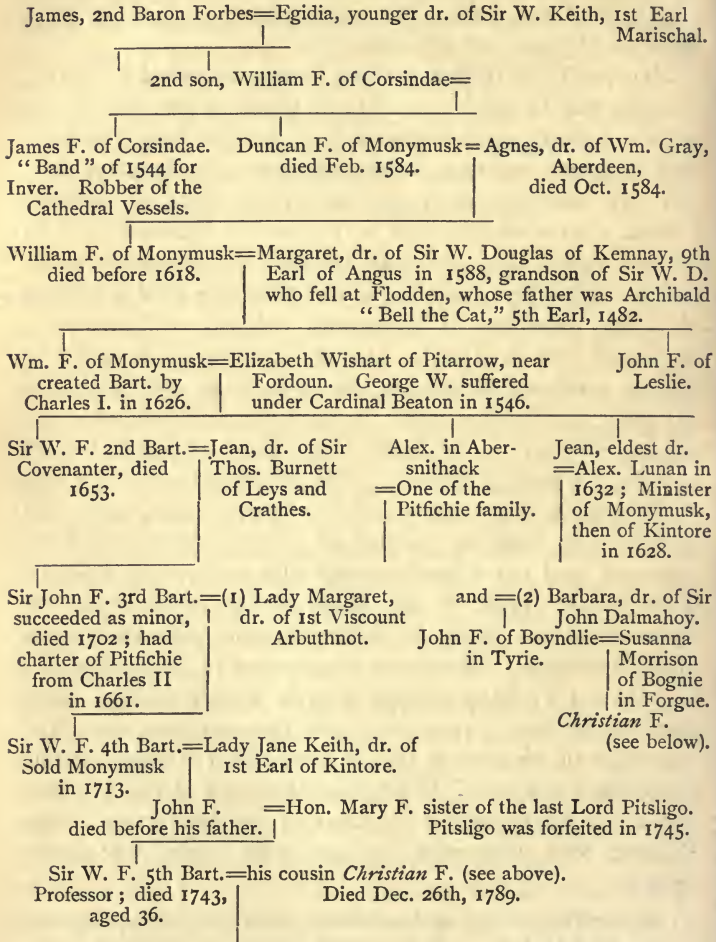 James, 2nd Baron Forbes=Egidia, younger dr. of Sir W. Keith, 1st Earl
Marischal.
2nd son, William F. of Corsindae=
James F. of Corsindae. Duncan F. of Monymusk=Agnes, dr. of Wm. Gray,
"Band" of 1544 for died Feb. 1584. Aberdeen,
Inver. Robber of the died Oct. 1584.
Cathedral Vessels.
William F. of Monymusk=Margaret, dr. of Sir W. Douglas of Kemnay, 9th
died before 1618. Earl of Angus in 1588, grandson of Sir W. D.
who fell at Flodden, whose father was Archibald
"Bell the Cat," 5th Earl, 1482.
Wm. F. of Monymusk=Elizabeth Wishart of Pitarrow, near John F. of
created Bart. by Fordoun. George W. suffered Leslie.
Charles I. in 1626. under Cardinal Beaton in 1546.
Sir W. F. 2nd Bart.=Jean, dr. of Sir Alex. in Aber- Jean, eldest dr.
Covenanter, died Thos. Burnett snithack =Alex. Lunan in
1653. of Leys and =One of the 1632; Minister
Crathes. Pitfichie family. of Monymusk,
then of Kintore
in 1628.
Sir John F. 3rd Bart.=(1) Lady Margaret, and =(2) Barbara, dr. of Sir
succeeded as minor, dr. of 1st Viscount John Dalmahoy.
died 1702; had Arbuthnot. John F. of Boyndlie=Susanna
charter of Pitfichie in Tyrie. Morrison
from Charles II of Bognie
in 1661. in Forgue.
Christian F.
Sir W. F. 4th Bart.=Lady Jane Keith, dr. of (see below).
Sold Monymusk 1st Earl of Kintore.
in 1713.
John F. =Hon. Mary F. sister of the last Lord Pitsligo.
died before his father. Pitsligo was forfeited in 1745.
Sir W. F. 5th Bart.=his cousin Christian F. (see above).
Professor; died 1743, Died Dec. 26th, 1789.
aged 36.